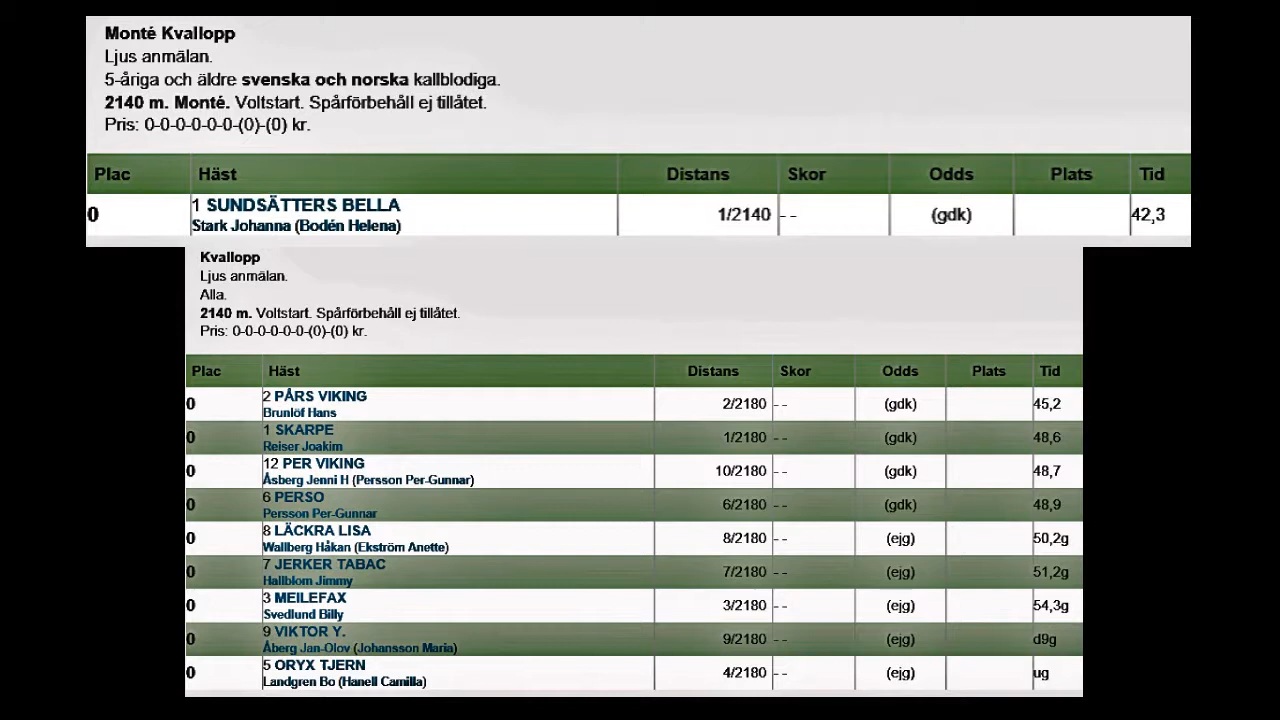 Monté Kvallopp
Ljus anmälan.
5-åriga och äldre svenska och norska kallblodiga.
2140 m. Monté. Voltstart. Spårförbehåll ej tillåtet.
Pris: 0-0-0-0-0-0-(0)-(0) kr.
Plac Häst Distans Skor Odds Plats Tid
0 1 SUNDSÄTTERS BELLA 1/2140 - - (gdk) 42,3
Stark Johanna (Bodén Helena)
Kvallopp
Ljus anmälan.
Alla.
2140 m. Voltstart. Spårförbehåll ej tillåtet.
Pris: 0-0-0-0-0-0-(0)-(0) kr.
Plac Häst Distans Skor Odds Plats Tid
0 2 PÅRS VIKING 2/2180 - - (gdk) 45,2
Brunlöf Hans
0 1 SKARPE 1/2180 - - (gdk) 48,6
Reiser Joakim
0 12 PER VIKING 10/2180 - - (gdk) 48,7
Åsberg Jenni H (Persson Per-Gunnar)
0 6 PERSO 6/2180 - - (gdk) 48,9
Persson Per-Gunnar
0 8 LÄCKRA LISA 8/2180 - - (ejg) 50,2g
Wallberg Håkan (Ekström Anette)
0 7 JERKER TABAC 7/2180 - - (ejg) 51,2g
Hallblom Jimmy
0 3 MEILEFAX 3/2180 - - (ejg) 54,3g
Svedlund Billy
0 9 VIKTOR Y. 9/2180 - - (ejg) d9g
Åberg Jan-Olov (Johansson Maria)
0 5 ORYX TJERN 4/2180 - - (ejg) ug
Landgren Bo (Hanell Camilla)